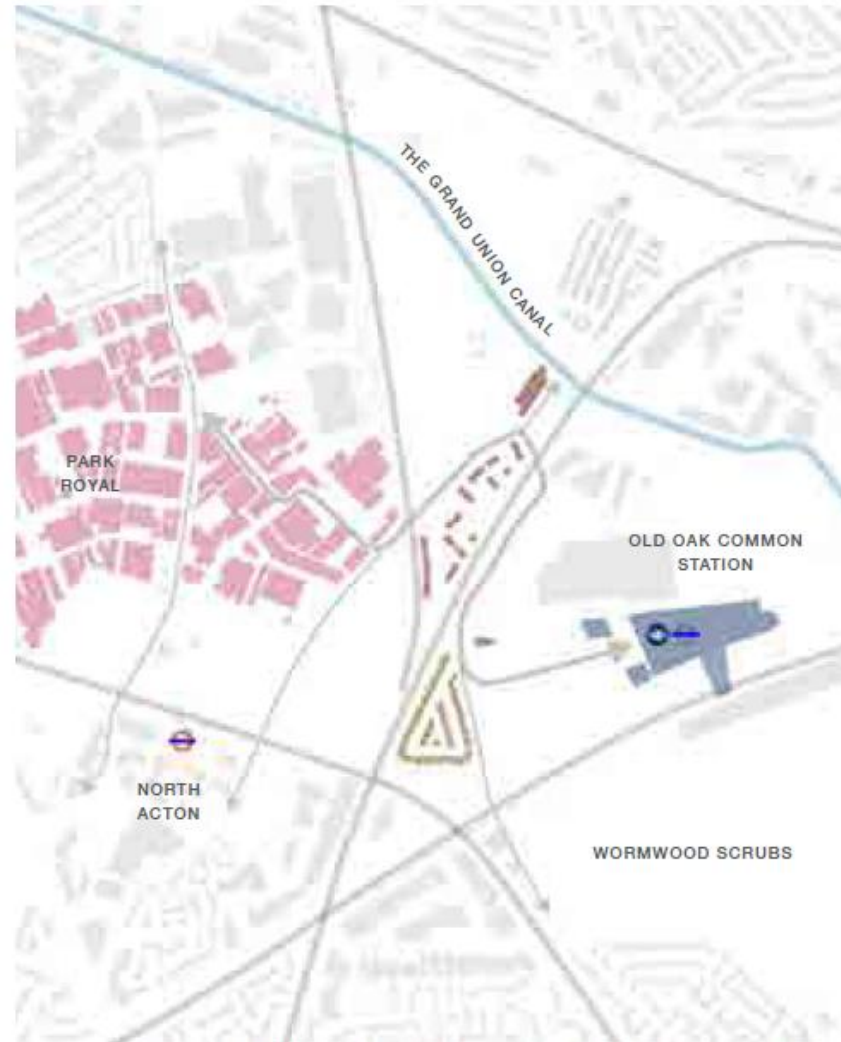 THE GRAND UNION CANAL
PARK
ROYAL
OLD OAK COMMON
STATION
NORTH
ACTON
WORMWOOD SCRUBS